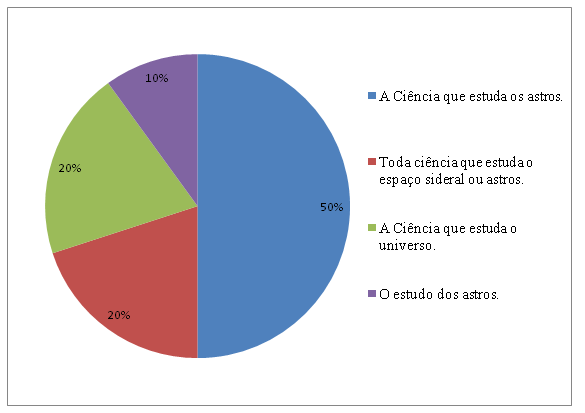 10%
20%
50%
20%
A Ciência que estuda os astros.
Toda ciência que estuda o
espaço sideral ou astros.
A Ciência que estuda o
universo.
O estudo dos astros.